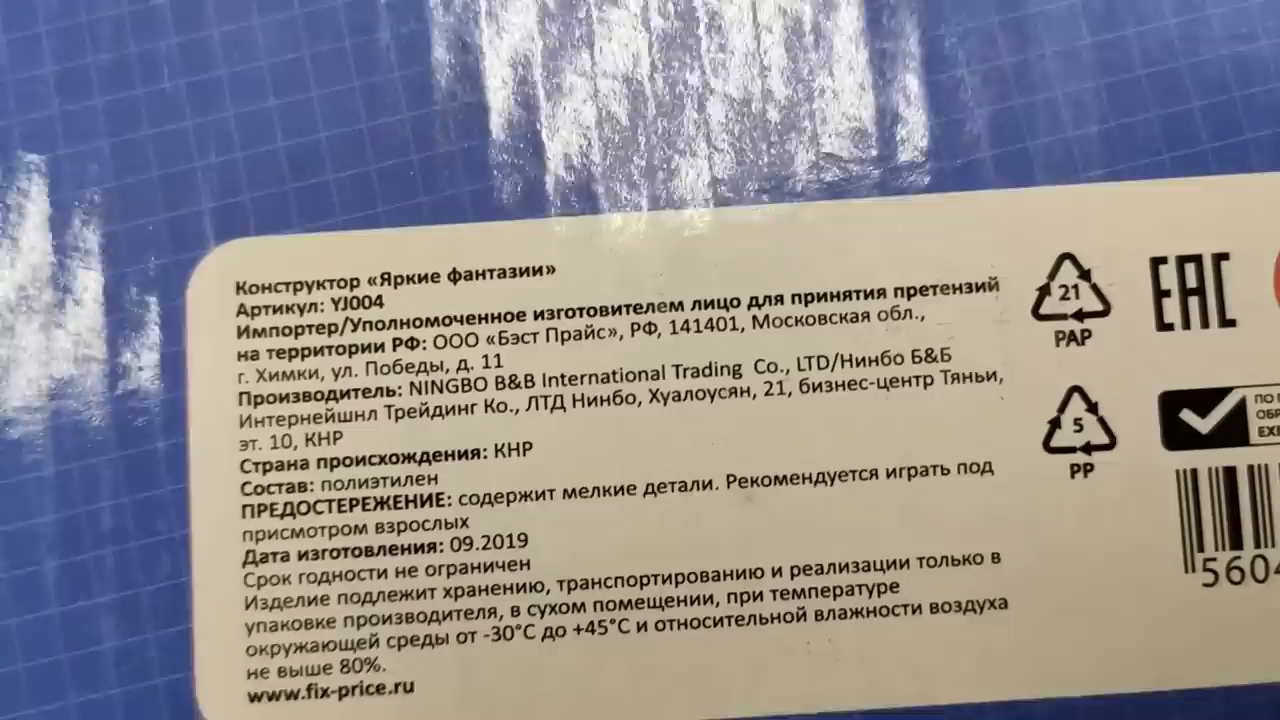 Конструктор «Яркие фантазии»
Артикул: YJ004
Импортер/Уполномоченное изготовителем лицо для принятия претензий
на территории РФ: ООО «Бэст Прайс», РФ, 141401, Московская обл.,
г. Химки, ул. Победы, д. 11
Производитель: NINGBO B&B International Trading Co., LTD/Нинбо Б&Б
Интернейшнл Трейдинг Ко., ЛТД Нинбо, Хуалоусян, 21, бизнес-центр Тяньи,
эт. 10, КНР
Страна происхождения: КНР
Состав: полиэтилен
ПРЕДОСТЕРЕЖЕНИЕ: содержит мелкие детали. Рекомендуется играть под
присмотром взрослых
Дата изготовления: 09.2019
Срок годности не ограничен
Изделие подлежит хранению, транспортированию и реализации только в
упаковке производителя, в сухом помещении, при температуре
окружающей среды от -30°C до +45°C и относительной влажности воздуха
не выше 80%.
www.fix-price.ru
21
PAP
EAC
5
PP
ПО
5604